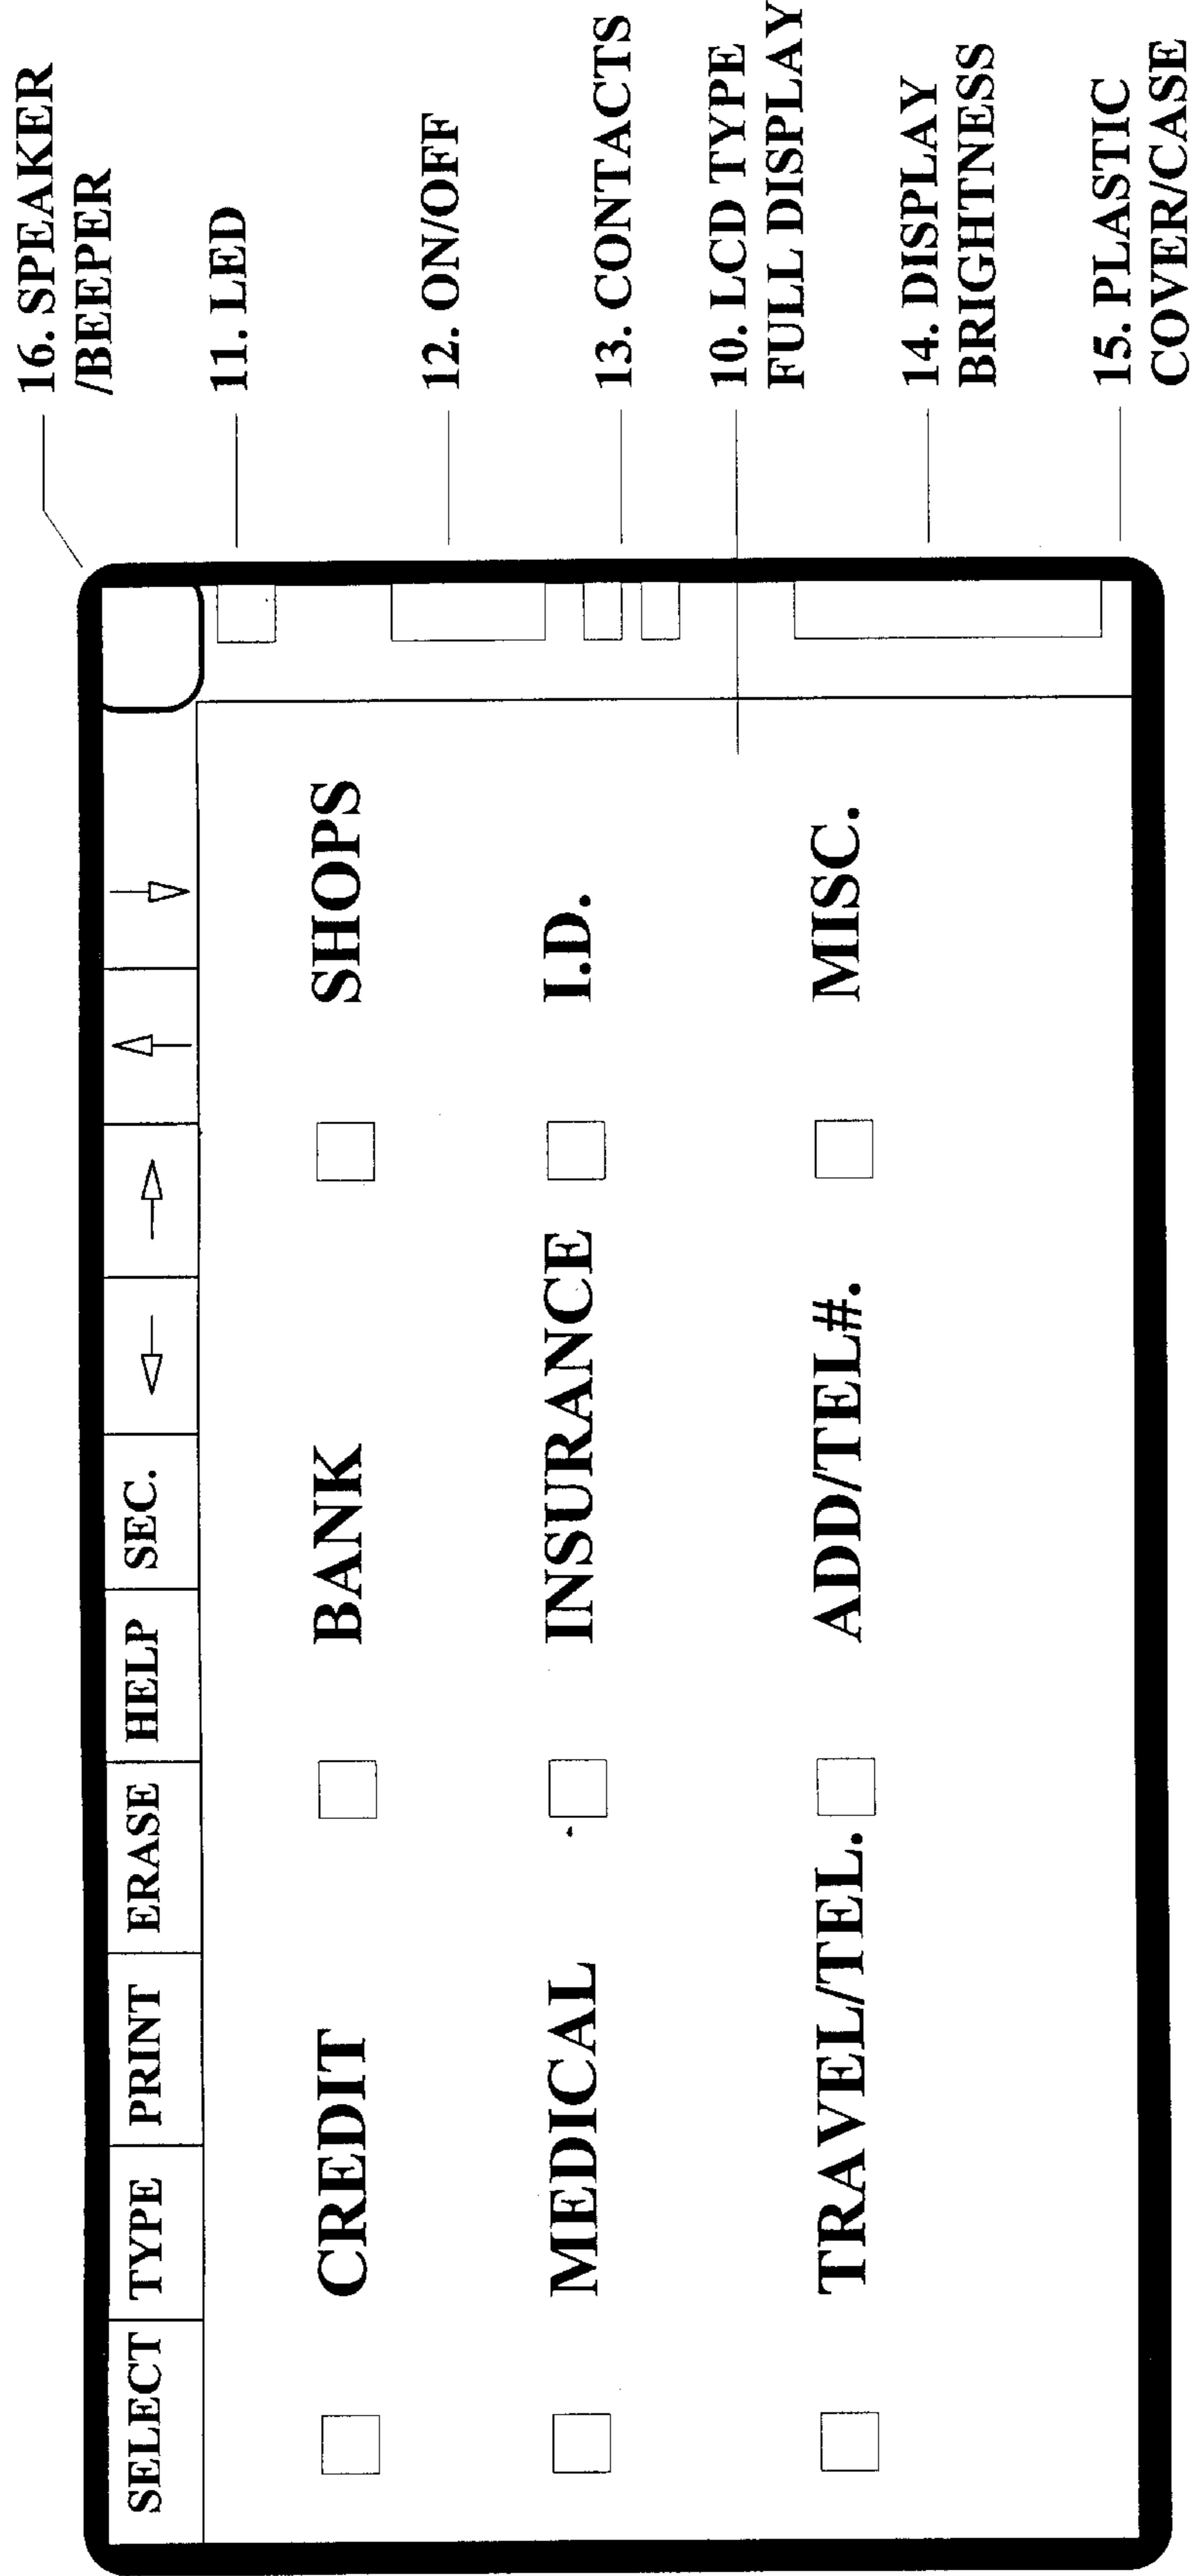 SELECT TYPE PRINT ERASE HELP SEC.
CREDIT BANK SHOPS
MEDICAL INSURANCE I.D.
TRAVEL/TEL. ADD/TEL#. MISC.
16. SPEAKER
/BEEPER
11. LED
12. ON/OFF
13. CONTACTS
10. LCD TYPE
FULL DISPLAY
14. DISPLAY
BRIGHTNESS
15. PLASTIC
COVER/CASE